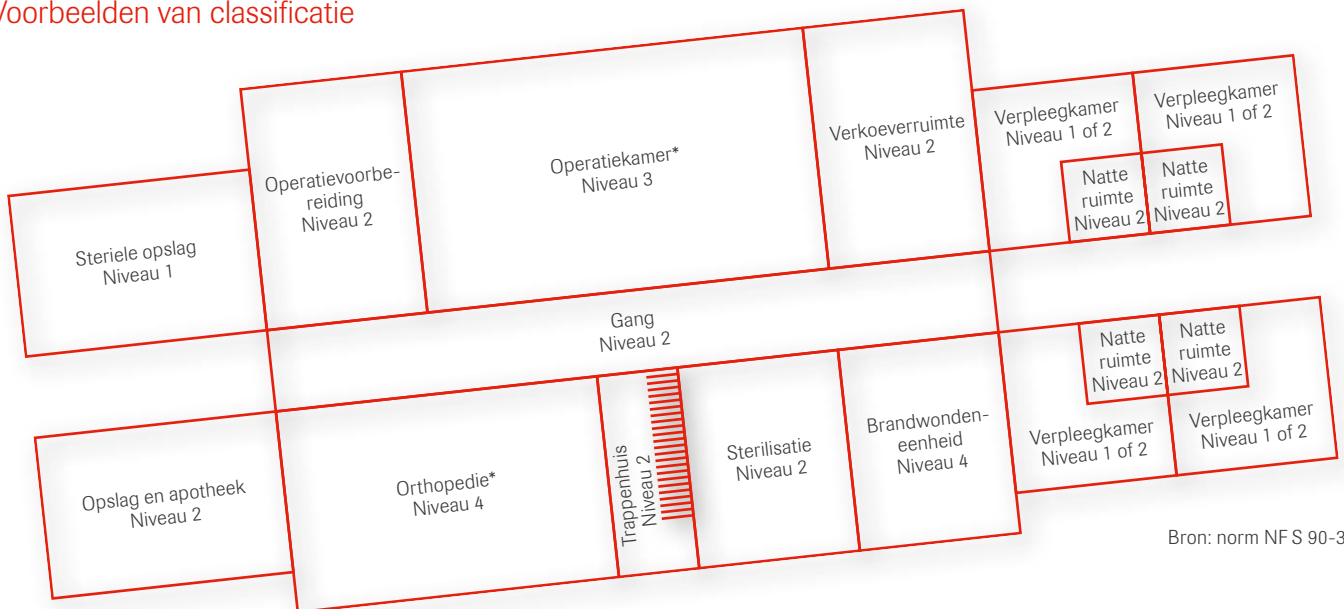 Voorbeelden van classificatie
Steriele opslag
Niveau 1
Operatievoorbe-
reiding
Niveau 2
Operatiekamer*
Niveau 3
Verkoeverruimte
Niveau 2
Verpleegkamer
Niveau 1 of 2
Verpleegkamer
Niveau 1 of 2
Natte
ruimte
Niveau 2
Natte
ruimte
Niveau 2
Gang
Niveau 2
Opslag en apotheek
Niveau 2
Orthopedie*
Niveau 4
Trappenhuis
Niveau 2
Sterilisatie
Niveau 2
Brandwonden-
eenheid
Niveau 4
Natte
ruimte
Niveau 2
Natte
ruimte
Niveau 2
Verpleegkamer
Niveau 1 of 2
Verpleegkamer
Niveau 1 of 2
Bron: norm NF S 90-3